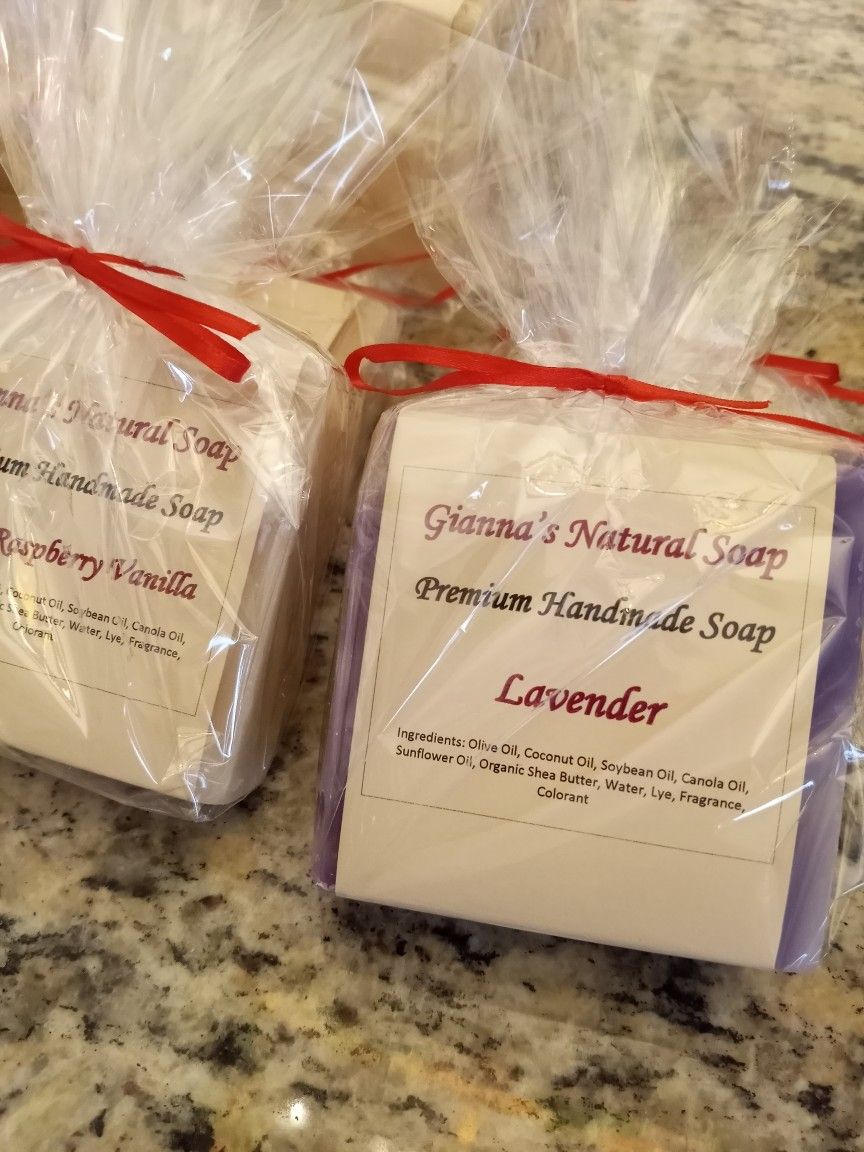 Natural Soap
Handmade Soap
Raspberry Vanilla
Coconut Oil, Soybean Oil, Canola Oil,
Shea Butter, Water, Lye, Fragrance,
Colorant
Gianna's Natural Soap
Premium Handmade Soap
Lavender
Ingredients: Olive Oil, Coconut Oil, Soybean Oil, Canola Oil,
Sunflower Oil, Organic Shea Butter, Water, Lye, Fragrance,
Colorant